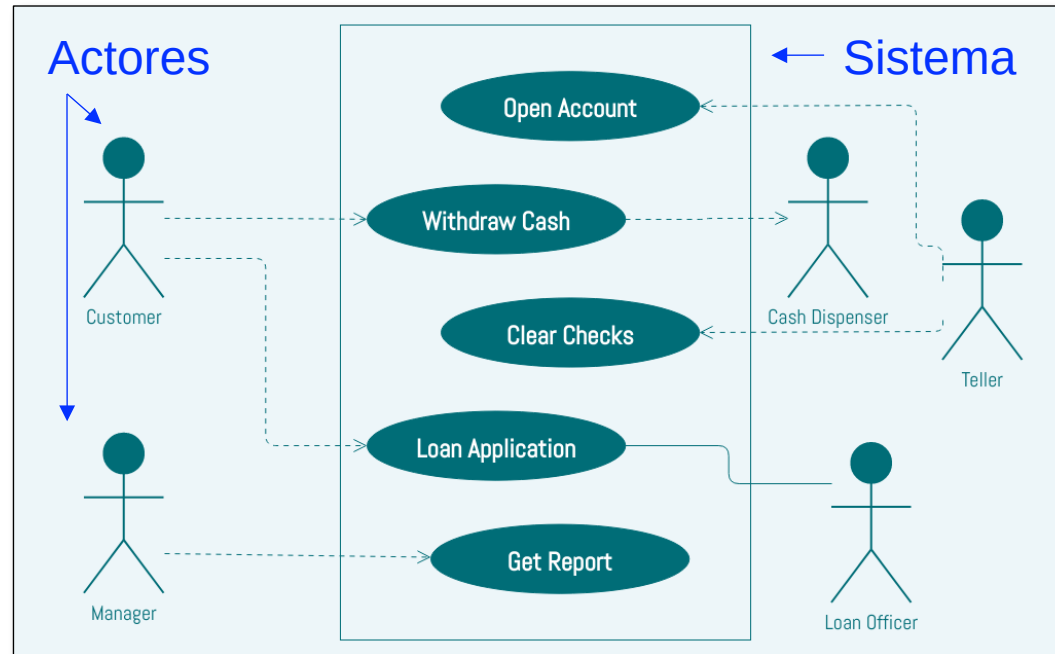 Actores
Sistema
Open Account
Withdraw Cash
Customer
Cash Dispenser
Clear Checks
Teller
Loan Application
Get Report
Manager
Loan Officer